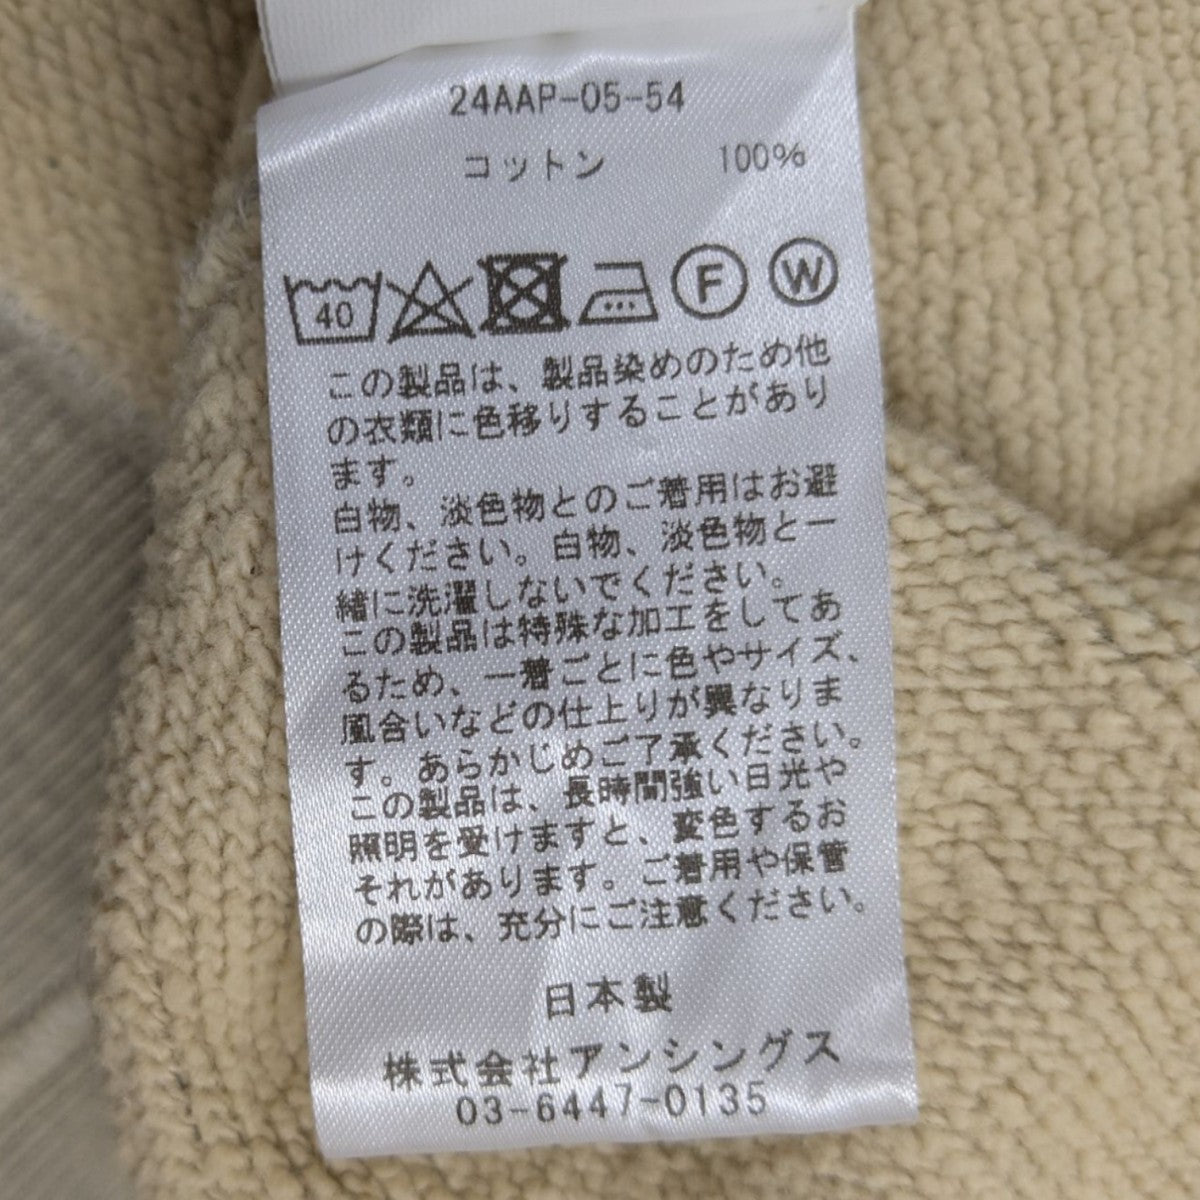 24AAP-05-54
コットン 100%
40 F W
この製品は、製品染めのため他
の衣類に色移りすることがあり
ます。
白物、淡色物とのご着用はお避
けください。白物、淡色物と一
緒に洗濯しないでください。
この製品は特殊な加工をしてあ
るため、一着ごとに色やサイズ、
風合いなどの仕上りが異なりま
す。あらかじめご了承ください。
この製品は、長時間強い日光や
照明を受けますと、変色するお
それがあります。ご着用や保管
の際は、充分にご注意ください。
日本製
株式会社アンシングス
03-6447-0135